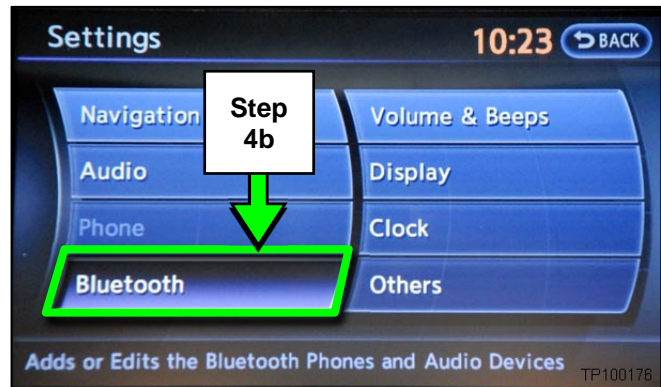 Settings
10:23
BACK
Step
4b
Navigation
Volume & Beeps
Audio
Display
Phone
Clock
Bluetooth
Others
Adds or Edits the Bluetooth Phones and Audio Devices
TP100176